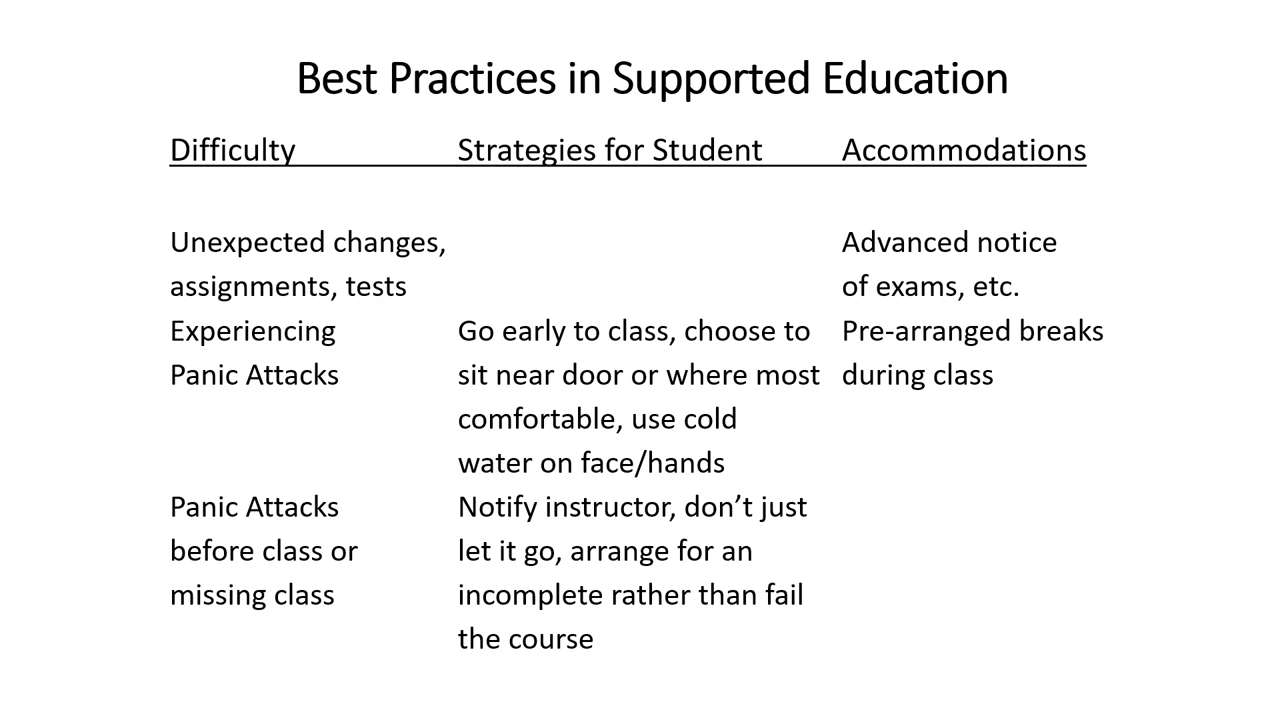 Best Practices in Supported Education
Difficulty Strategies for Student Accommodations
Unexpected changes, Advanced notice
assignments, tests of exams, etc.
Experiencing Go early to class, choose to Pre-arranged breaks
Panic Attacks sit near door or where most during class
comfortable, use cold
water on face/hands
Panic Attacks Notify instructor, don’t just
before class or let it go, arrange for an
missing class incomplete rather than fail
the course